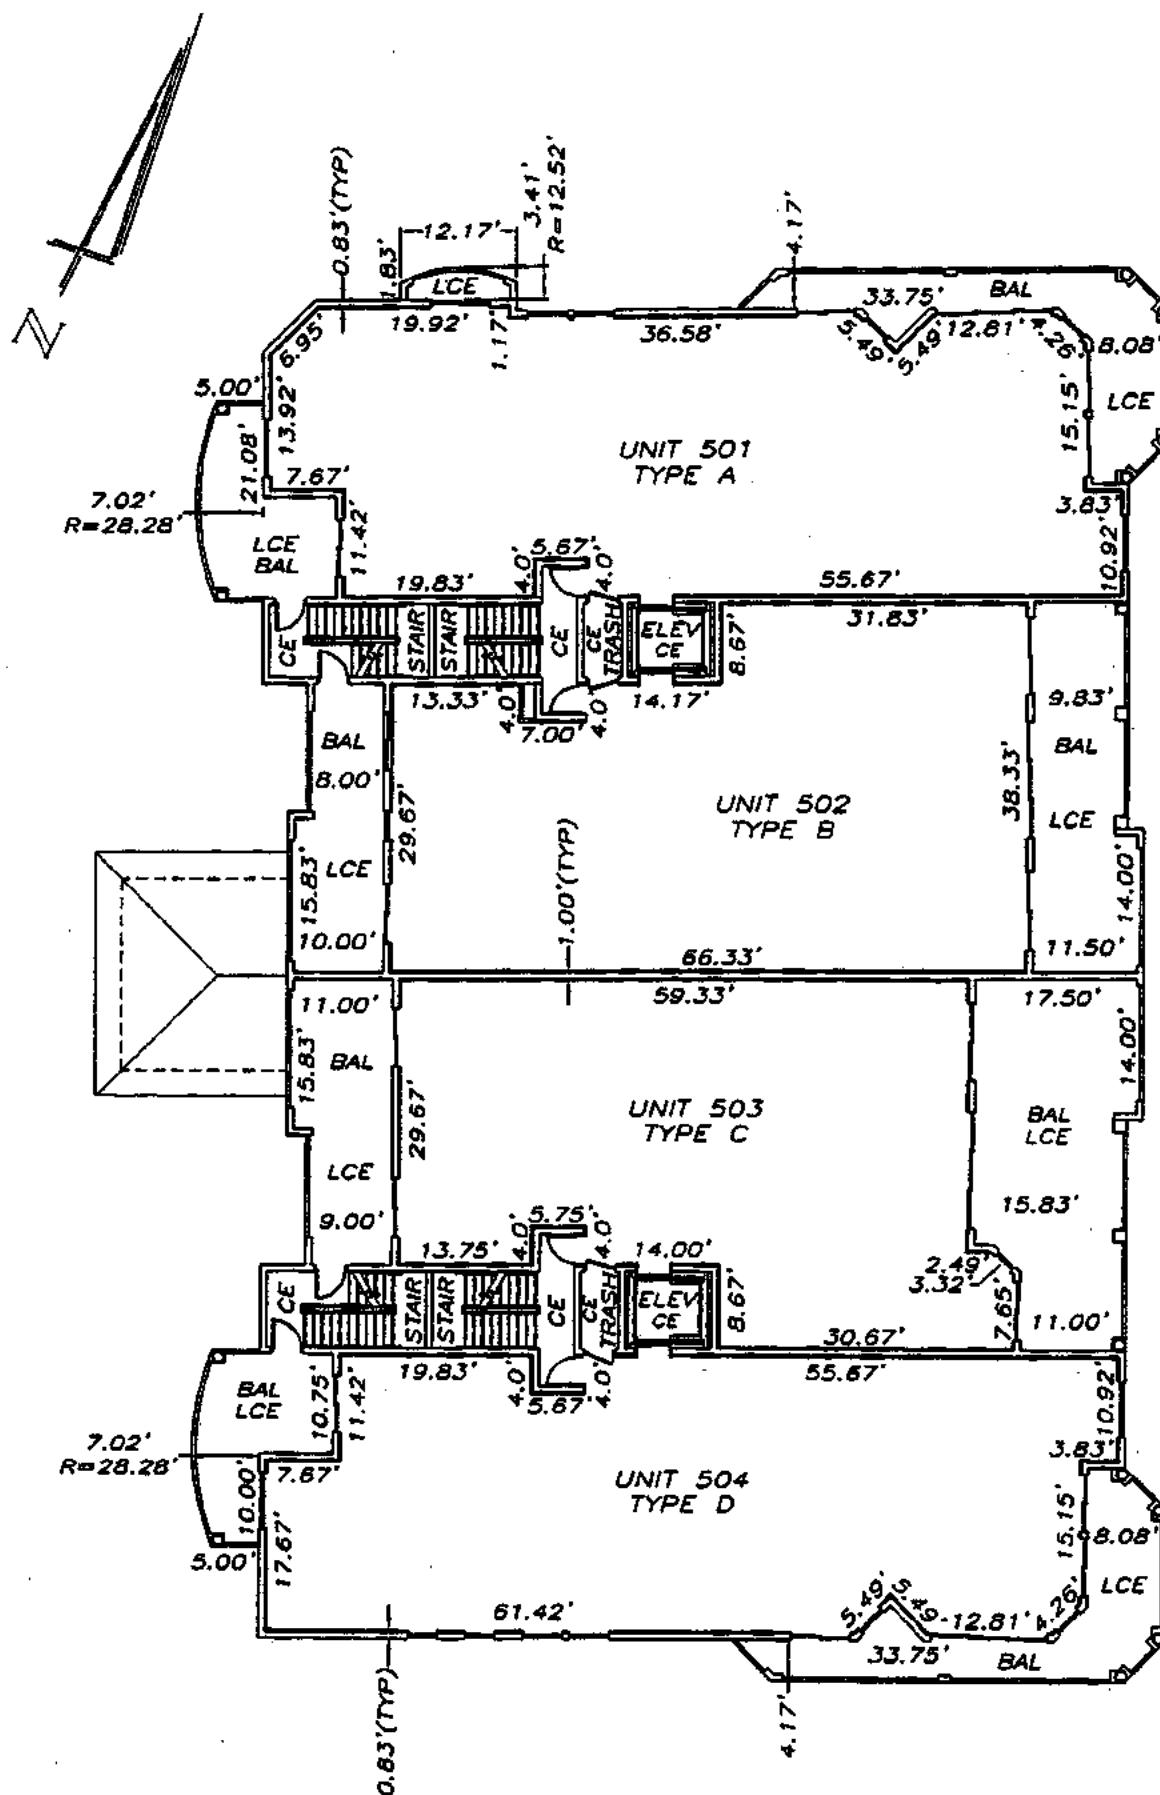 N
0.83'(TYP)
12.17'
3.41'
R=12.52'
1.83'
LCE
4.17'
19.92'
1.17'
36.58'
33.75'
BAL
5.49'
5.49'
12.81'
4.26'
8.08'
LCE
6.95'
5.00'
13.92'
21.08'
7.67'
7.02'
R=28.28'
UNIT 501
TYPE A
15.15'
3.83'
LCE
BAL
11.42'
19.83'
4.0'
5.67'
4.0'
55.67'
10.92'
CE
STAIR
STAIR
CE
CE
TRASH
ELEV
CE
31.83'
8.67'
13.33'
4.0'
7.00'
4.0'
14.17'
BAL
8.00'
9.83'
BAL
29.67'
UNIT 502
TYPE B
38.33'
LCE
LCE
15.83'
1.00'(TYP)
14.00'
10.00'
66.33'
11.50'
11.00'
59.33'
17.50'
15.83'
BAL
14.00'
29.67'
UNIT 503
TYPE C
BAL
LCE
LCE
15.83'
9.00'
13.75'
4.0'
5.75'
4.0'
14.00'
2.49'
3.32'
7.65'
CE
STAIR
STAIR
CE
CE
TRASH
ELEV
CE
8.67'
11.00'
30.67'
19.83'
4.0'
5.67'
4.0'
55.67'
10.92'
BAL
LCE
10.75'
11.42'
7.02'
R=28.28'
7.67'
3.83'
UNIT 504
TYPE D
10.00'
17.67'
5.00'
15.15'
8.08'
LCE
61.42'
5.49'
5.49'
12.81'
4.26'
33.75'
BAL
0.83'(TYP)
4.17'